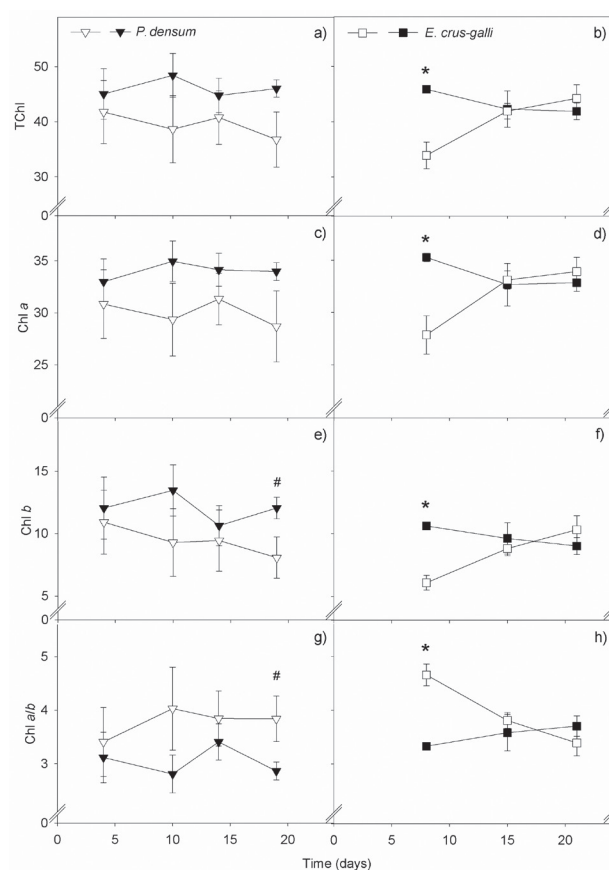 P. densum a) E. crus-galli b)
TChl 50 40 30 0 *
c) d)
Chl a 35 30 25 0 *
e) f)
Chl b 15 10 5 0 # *
g) h)
Chl a/b 5 4 3 0 # *
0 5 10 15 20 0 5 10 15 20
Time (days)